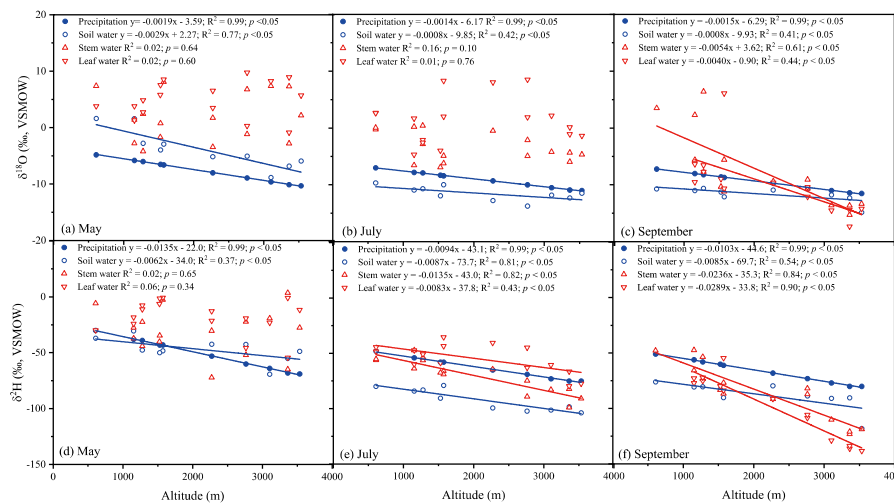 Precipitation y= -0.0019x - 3.59; R² = 0.99; p <0.05
Soil water y= -0.0029x + 2.27; R² = 0.77; p <0.05
Stem water R² = 0.02; p = 0.64
Leaf water R² = 0.02; p = 0.60
Precipitation y= -0.0014x - 6.17 R² = 0.99; p <0.05
Soil water y= -0.0008x - 9.85; R² = 0.42; p <0.05
Stem water R² = 0.16; p = 0.10
Leaf water R² = 0.01; p = 0.76
Precipitation y= -0.0015x - 6.29; R² = 0.99; p <0.05
Soil water y= -0.0008x - 9.93; R² = 0.41; p <0.05
Stem water y= -0.0054x + 3.62; R² = 0.61; p <0.05
Leaf water y= -0.0040x - 0.90; R² = 0.44; p <0.05
20
10
0
-10
-20
δ¹⁸O (‰, VSMOW)
(a) May
(b) July
(c) September
Precipitation y= -0.0135x - 22.0; R² = 0.99; p <0.05
Soil water y= -0.0062x - 34.0; R² = 0.37; p <0.05
Stem water R² = 0.02; p = 0.65
Leaf water R² = 0.06; p = 0.34
Precipitation y= -0.0094x - 43.1; R² = 0.99; p <0.05
Soil water y= -0.0087x - 73.7; R² = 0.81; p <0.05
Stem water y= -0.0135x - 43.0; R² = 0.82; p <0.05
Leaf water y= -0.0083x - 37.8; R² = 0.43; p <0.05
Precipitation y= -0.0103x - 44.6; R² = 0.99; p <0.05
Soil water y= -0.0085x - 69.7; R² = 0.54; p <0.05
Stem water y= -0.0236x - 35.3; R² = 0.84; p <0.05
Leaf water y= -0.0289x - 33.8; R² = 0.90; p <0.05
50
0
-50
-100
-150
δ²H (‰, VSMOW)
(d) May
(e) July
(f) September
0 1000 2000 3000 4000 1000 2000 3000 4000 1000 2000 3000 4000
Altitude (m) Altitude (m) Altitude (m)